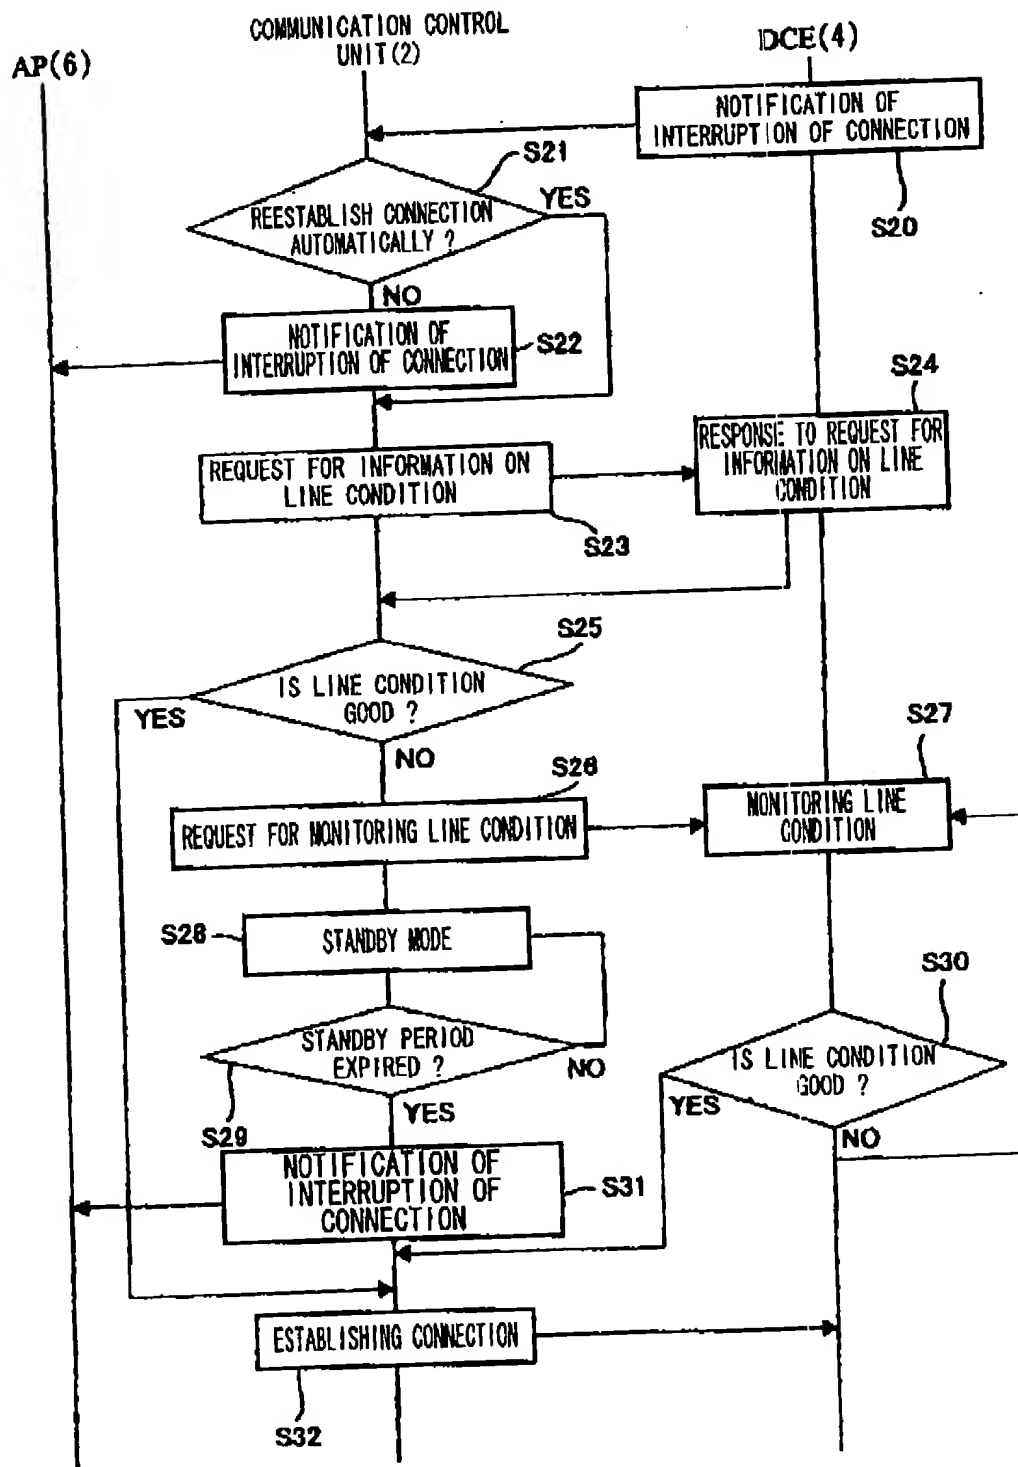 COMMUNICATION CONTROL
UNIT(2)
AP(6)
DCE(4)
NOTIFICATION OF
INTERRUPTION OF CONNECTION
S20
S21
REESTABLISH CONNECTION
AUTOMATICALLY ?
YES
NO
NOTIFICATION OF
INTERRUPTION OF CONNECTION
S22
S24
RESPONSE TO REQUEST FOR
INFORMATION ON LINE
CONDITION
REQUEST FOR INFORMATION ON
LINE CONDITION
S23
S25
IS LINE CONDITION
GOOD ?
YES
NO
S26
REQUEST FOR MONITORING LINE CONDITION
S27
MONITORING LINE
CONDITION
S28
STANDBY MODE
STANDBY PERIOD
EXPIRED ?
NO
YES
S29
S30
IS LINE CONDITION
GOOD ?
YES
NO
NOTIFICATION OF
INTERRUPTION OF
CONNECTION
S31
ESTABLISHING CONNECTION
S32